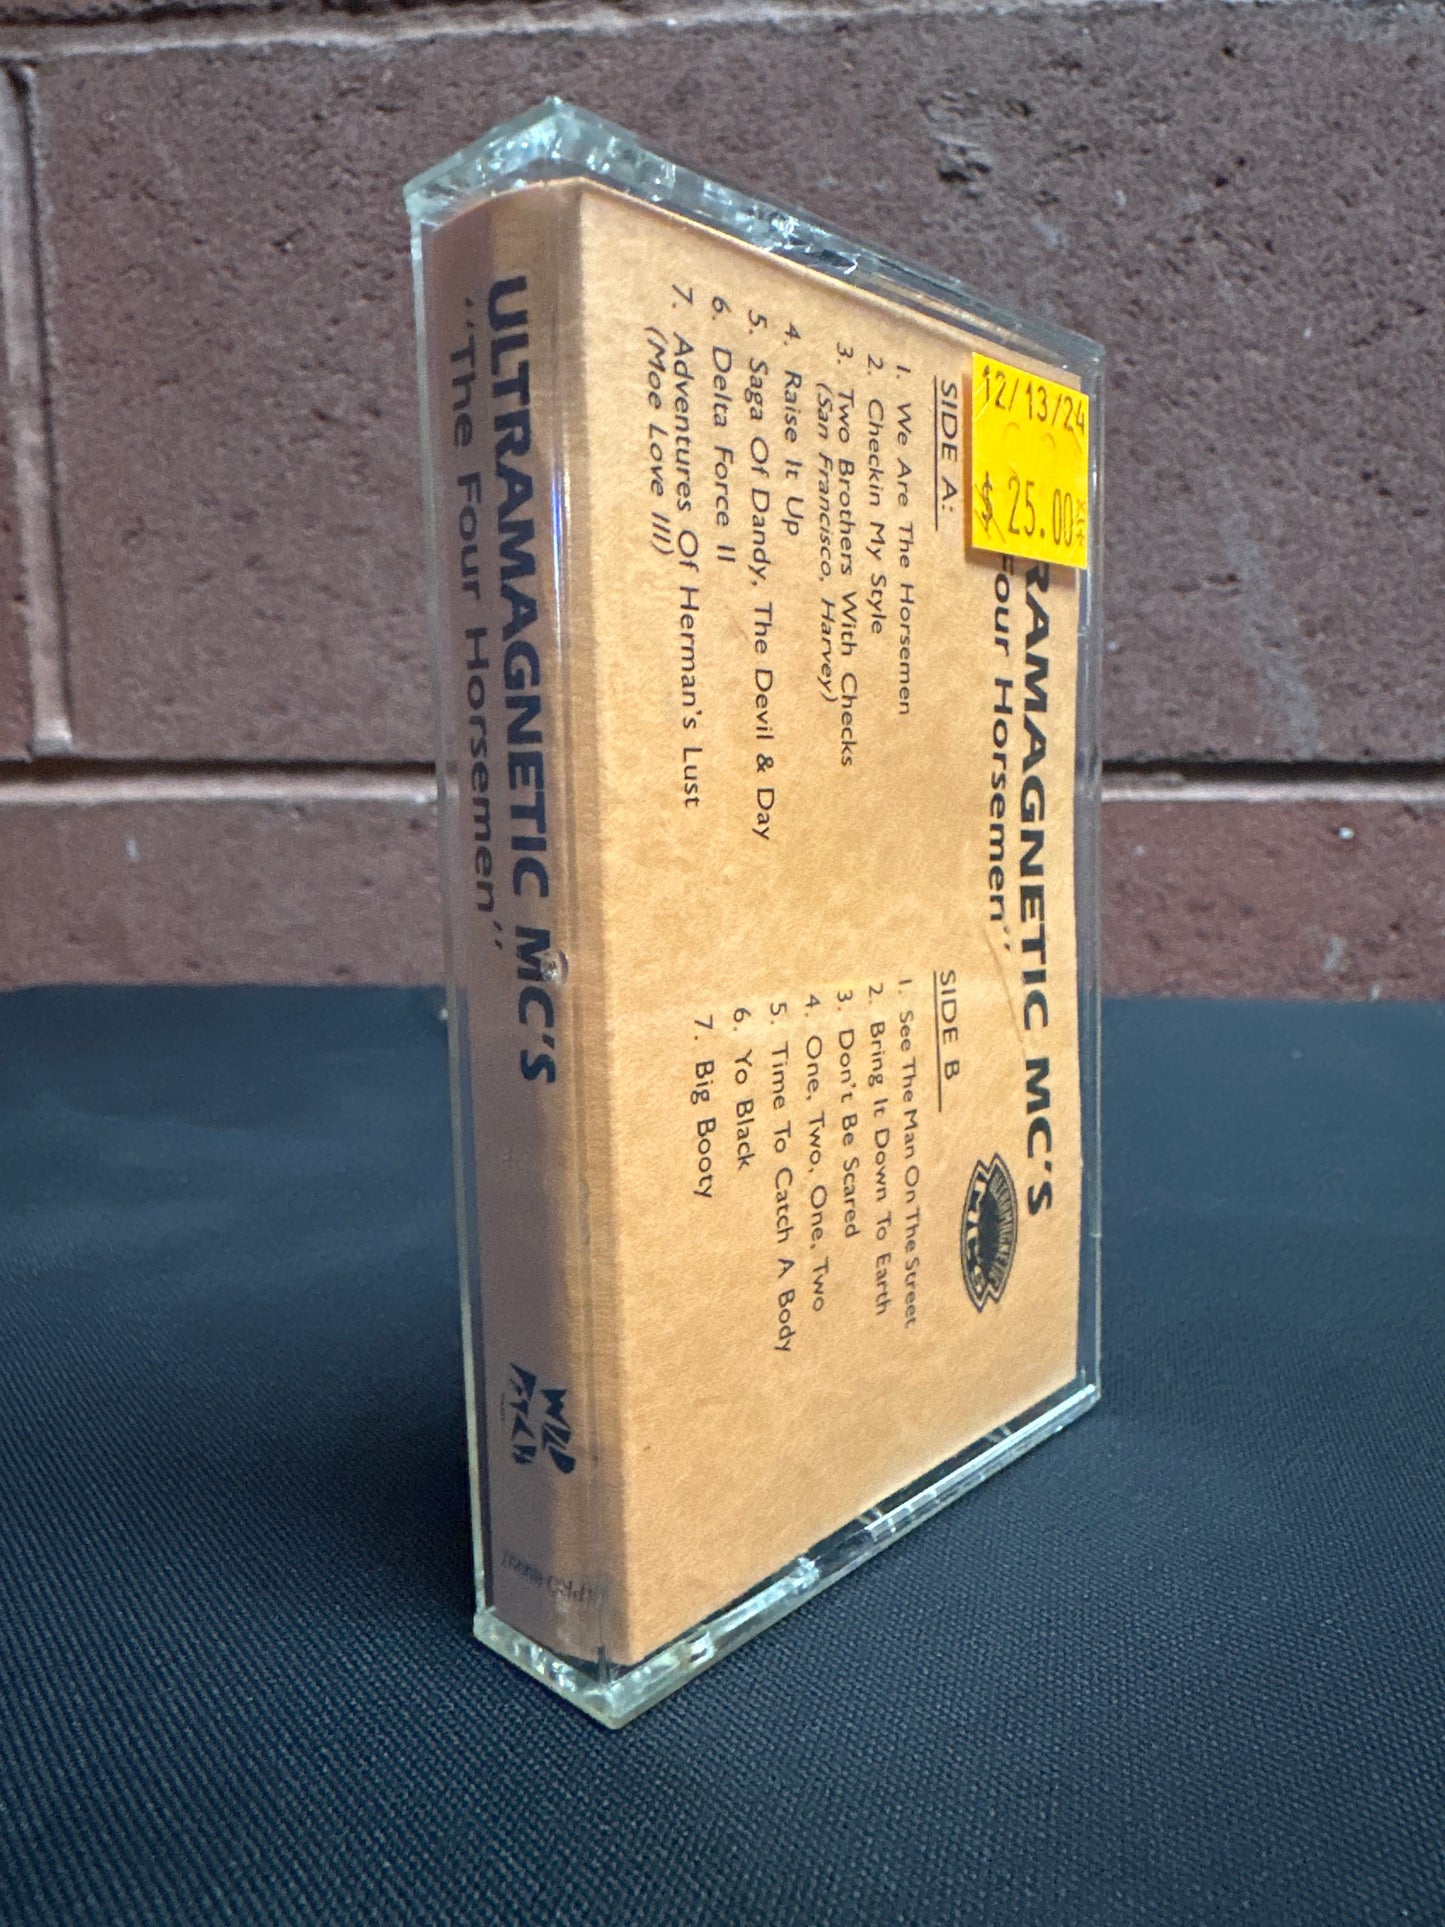 ULTRAMAGNETIC MC'S
"The Four Horsemen"
WILD
PITCH
12/13/24
$ 25.00
RAMAGNETIC MC'S
Four Horsemen"
ULTRAMAGNETIC
MC'S
SIDE A:
1. We Are The Horsemen
2. Checkin My Style
3. Two Brothers With Checks
(San Francisco, Harvey)
4. Raise It Up
5. Saga Of Dandy, The Devil & Day
6. Delta Force II
7. Adventures Of Herman's Lust
(Moe Love III)
SIDE B
1. See The Man On The Street
2. Bring It Down To Earth
3. Don't Be Scared
4. One, Two, One, Two
5. Time To Catch A Body
6. Yo Black
7. Big Booty